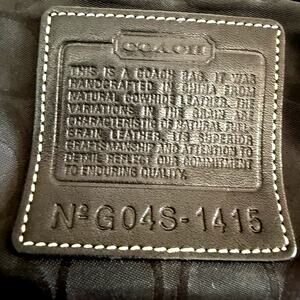 COACH
THIS IS A COACH BAG. IT WAS
HANDCRAFTED IN CHINA FROM
NATURAL COWHIDE LEATHER. THE
VARIATIONS IN THE GRAIN ARE
CHARACTERISTIC OF NATURAL FULL
GRAIN LEATHER. ITS SUPERIOR
CRAFTSMANSHIP AND ATTENTION TO
DETAIL REFLECT OUR COMMITMENT
TO ENDURING QUALITY.
Nº G04S-1415